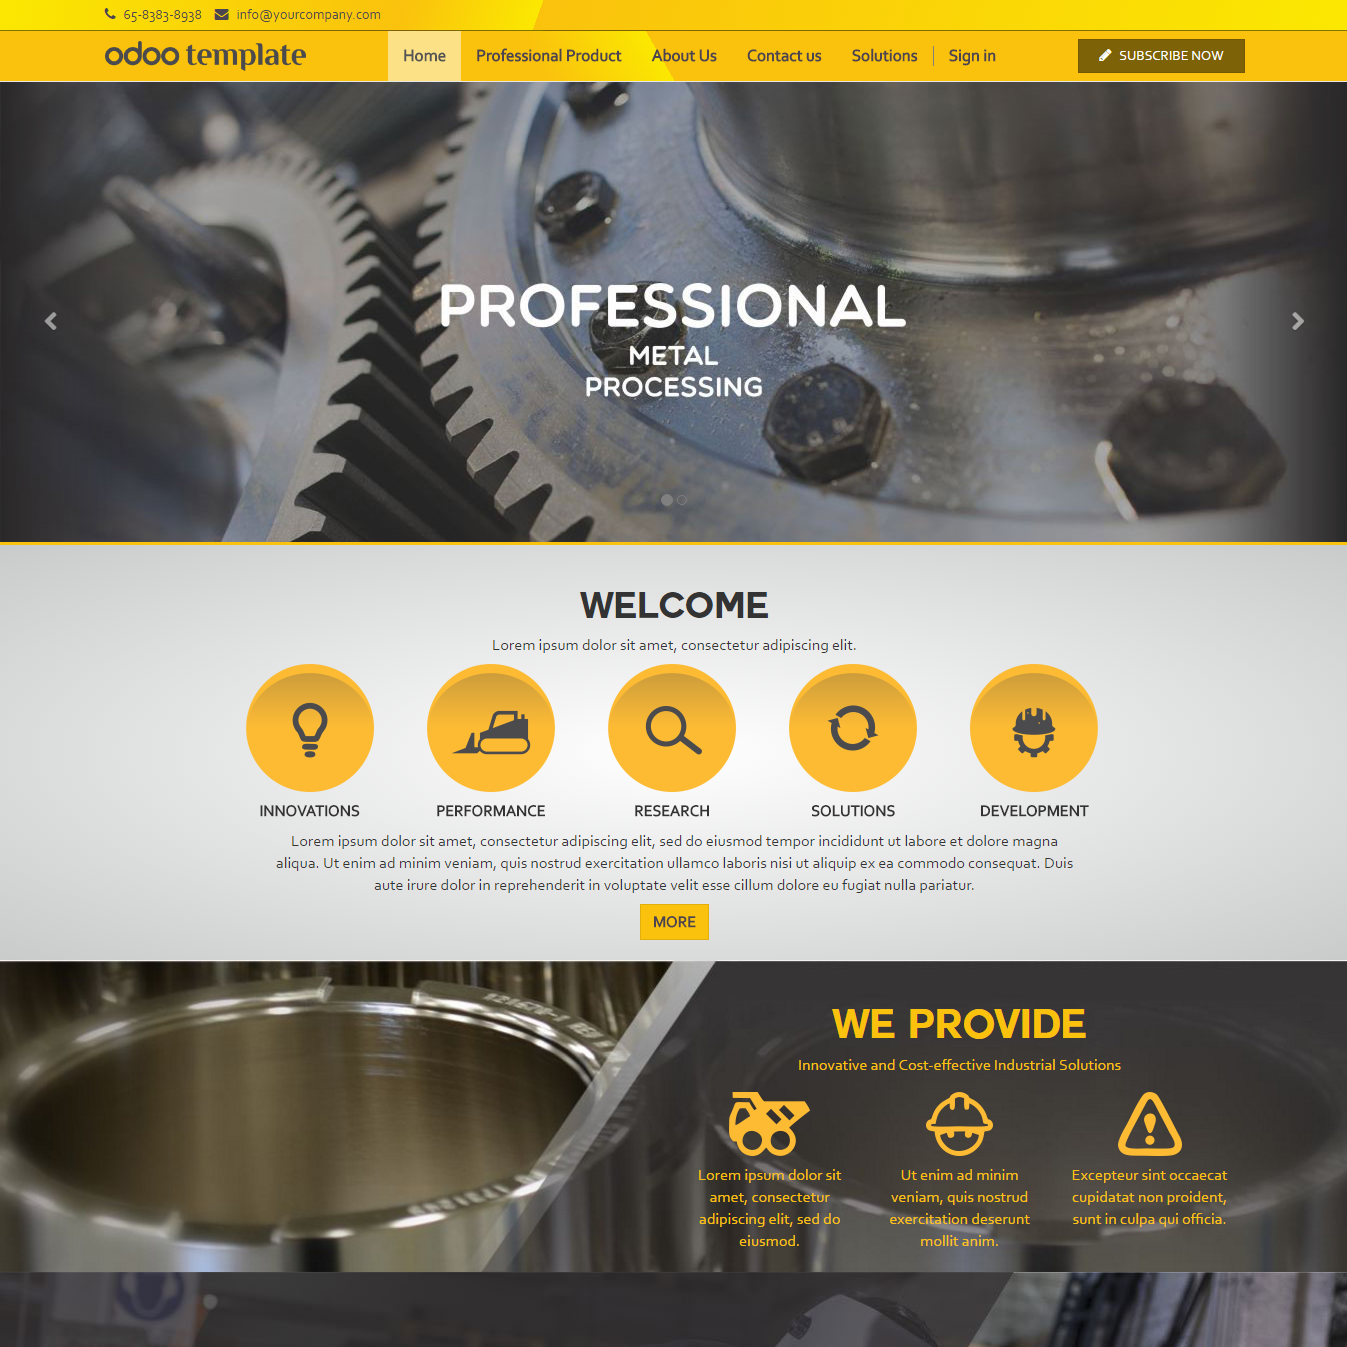 65-8383-8938 info@yourcompany.com
odoo template Home Professional Product About Us Contact us Solutions Sign in SUBSCRIBE NOW
PROFESSIONAL
METAL
PROCESSING
WELCOME
Lorem ipsum dolor sit amet, consectetur adipiscing elit.
INNOVATIONS PERFORMANCE RESEARCH SOLUTIONS DEVELOPMENT
Lorem ipsum dolor sit amet, consectetur adipiscing elit, sed do eiusmod tempor incididunt ut labore et dolore magna
aliqua. Ut enim ad minim veniam, quis nostrud exercitation ullamco laboris nisi ut aliquip ex ea commodo consequat. Duis
aute irure dolor in reprehenderit in voluptate velit esse cillum dolore eu fugiat nulla pariatur.
MORE
WE PROVIDE
Innovative and Cost-effective Industrial Solutions
Lorem ipsum dolor sit
amet, consectetur
adipiscing elit, sed do
eiusmod.
Ut enim ad minim
veniam, quis nostrud
exercitation deserunt
mollit anim.
Excepteur sint occaecat
cupidatat non proident,
sunt in culpa qui officia.